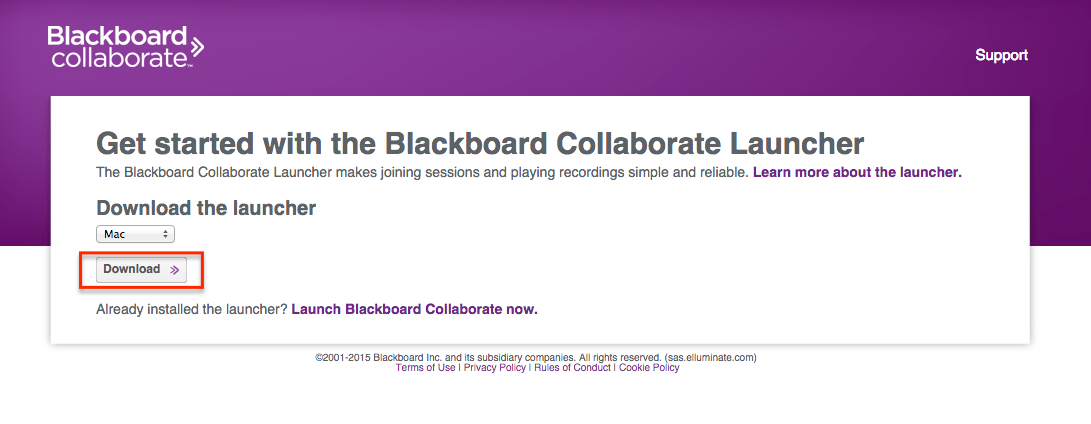 Blackboard
collaborate™
Support
Get started with the Blackboard Collaborate Launcher
The Blackboard Collaborate Launcher makes joining sessions and playing recordings simple and reliable. Learn more about the launcher.
Download the launcher
Mac
Download
Already installed the launcher? Launch Blackboard Collaborate now.
©2001-2015 Blackboard Inc. and its subsidiary companies. All rights reserved. (sas.elluminate.com)
Terms of Use | Privacy Policy | Rules of Conduct | Cookie Policy